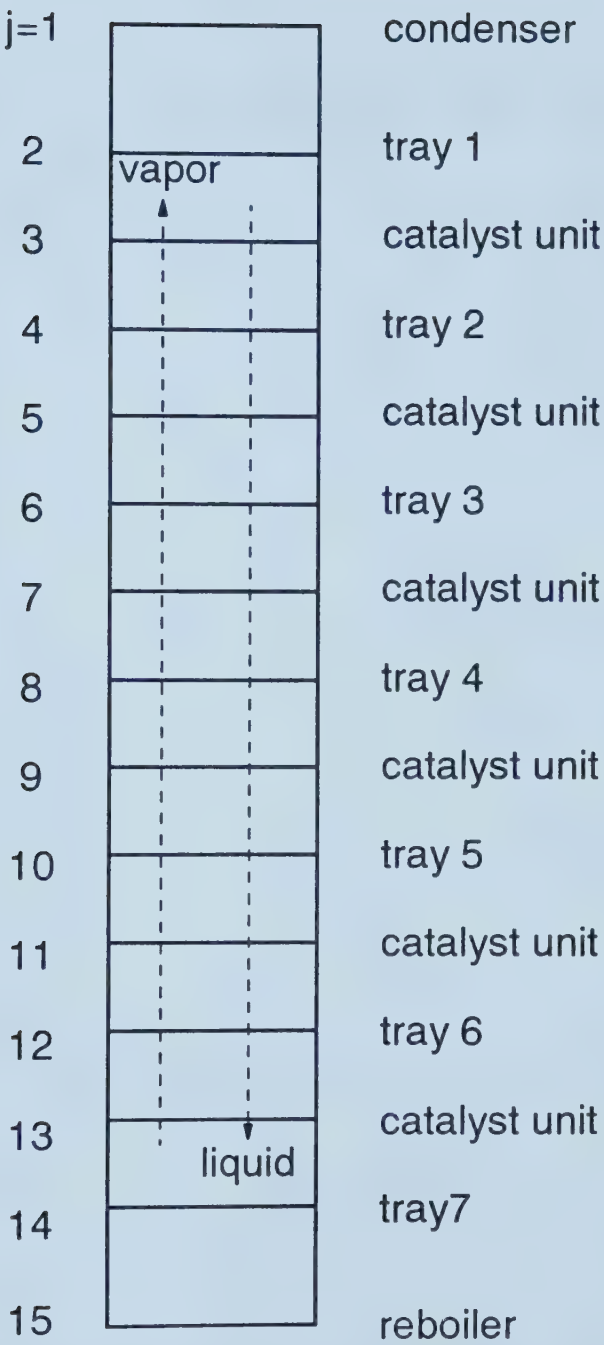 j=1 condenser
2 tray 1
vapor
3 catalyst unit
4 tray 2
5 catalyst unit
6 tray 3
7 catalyst unit
8 tray 4
9 catalyst unit
10 tray 5
11 catalyst unit
12 tray 6
13 catalyst unit
liquid
14 tray7
15 reboiler